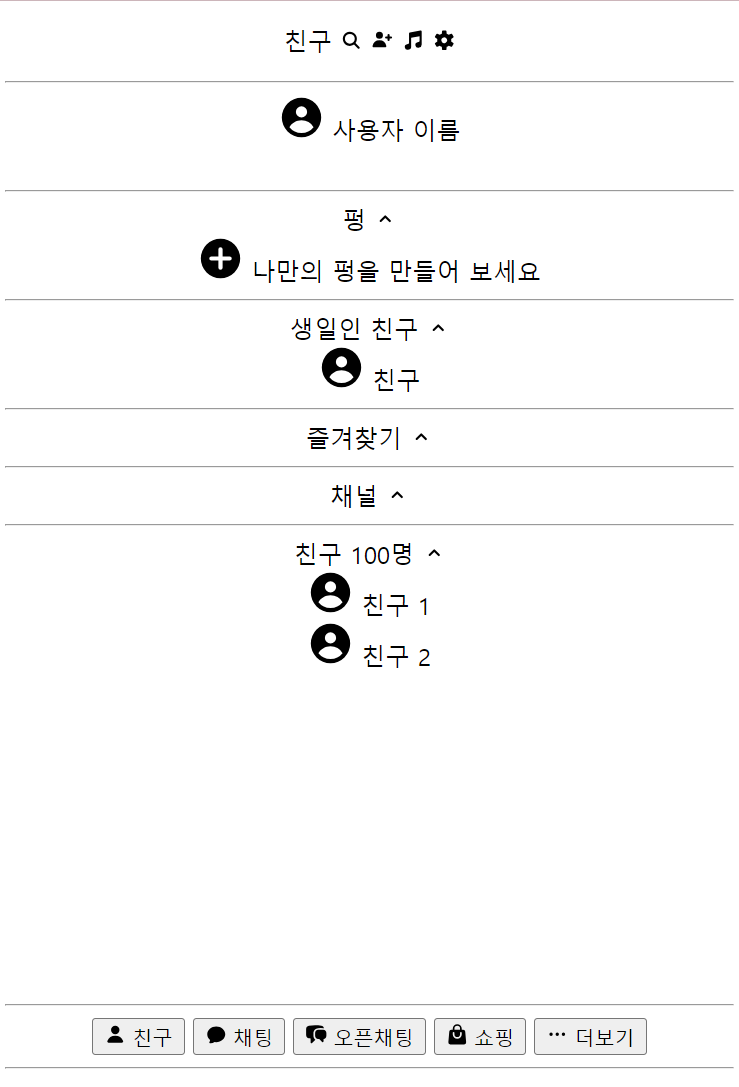 친구
사용자 이름
펑
나만의 펑을 만들어 보세요
생일인 친구
친구
즐겨찾기
채널
친구 100명
친구 1
친구 2
친구 채팅 오픈채팅 쇼핑 더보기